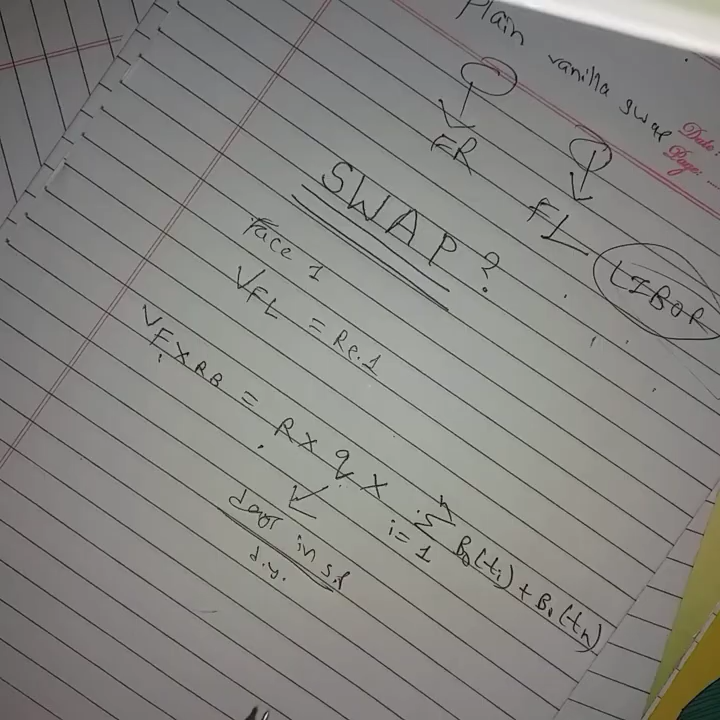 Plain vanilla swap
Date:
Page: ....
FR
FL
LIBOR
SWAP?
Face 1
VFL = Re.1
VFXRB = R × q × Σ B₀(ti) + B₀(tn)
n
i = 1
days in s.p
d.y.